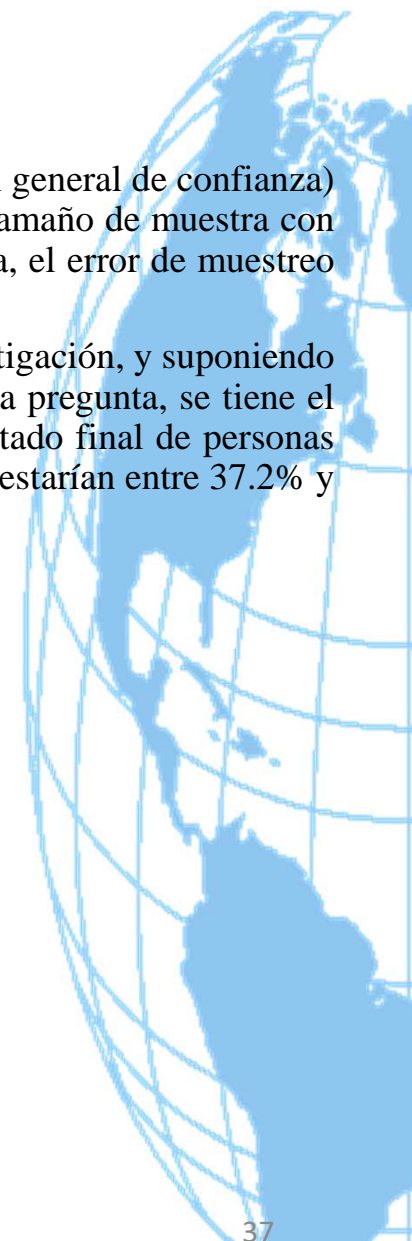 general de confianza)
amaño de muestra con
a, el error de muestreo
tigación, y suponiendo
a pregunta, se tiene el
tado final de personas
estarían entre 37.2% y
37